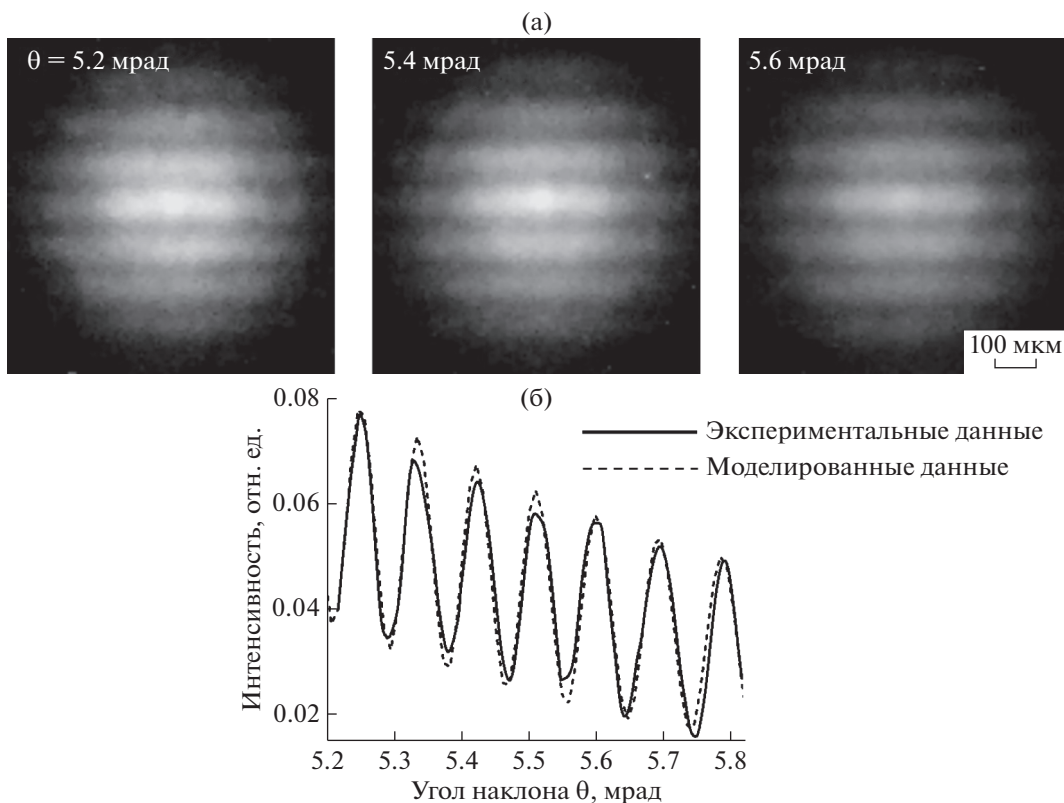 (а)
θ = 5.2 мрад
5.4 мрад
5.6 мрад
100 мкм
(б)
0.08
0.06
0.04
0.02
Интенсивность, отн. ед.
Экспериментальные данные
Моделированные данные
5.2 5.3 5.4 5.5 5.6 5.7 5.8
Угол наклона θ, мрад